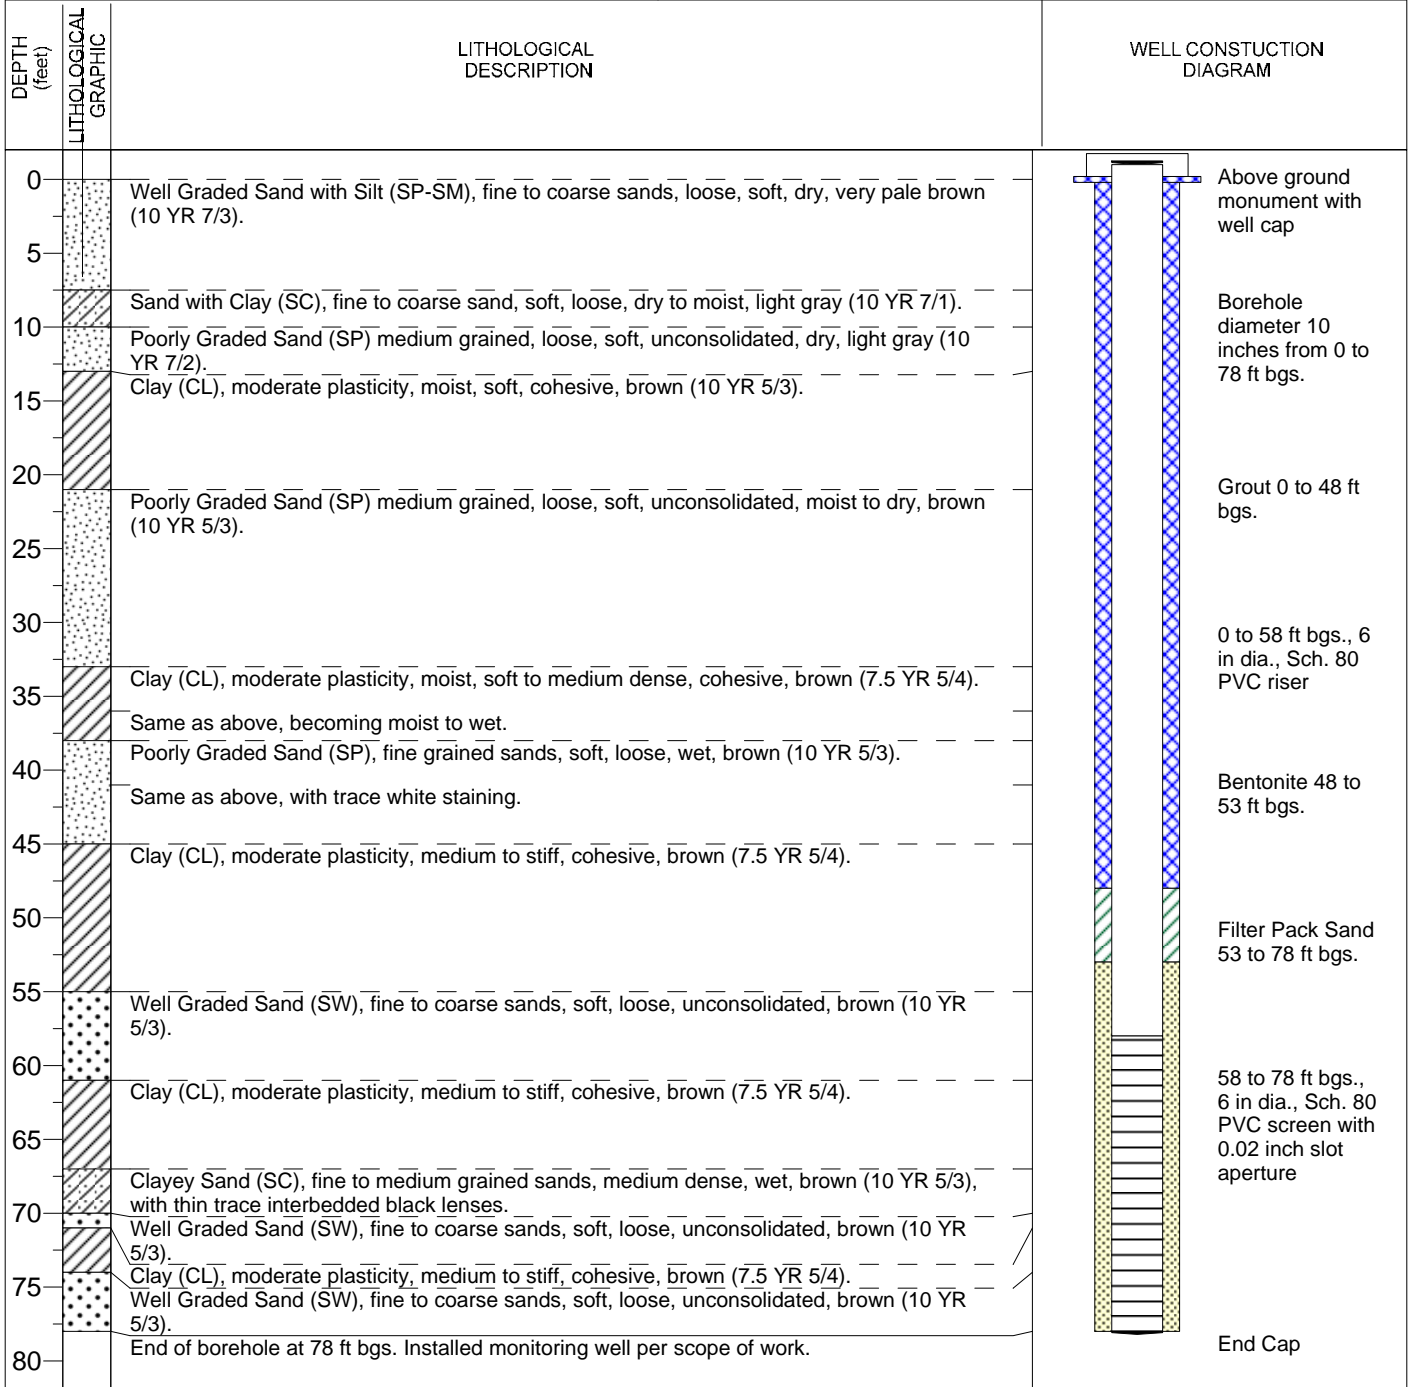 DEPTH
(feet)
LITHOLOGICAL
GRAPHIC
LITHOLOGICAL
DESCRIPTION
WELL CONSTUCTION
DIAGRAM
0
5
10
15
20
25
30
35
40
45
50
55
60
65
70
75
80
Well Graded Sand with Silt (SP-SM), fine to coarse sands, loose, soft, dry, very pale brown
(10 YR 7/3).
Sand with Clay (SC), fine to coarse sand, soft, loose, dry to moist, light gray (10 YR 7/1).
Poorly Graded Sand (SP) medium grained, loose, soft, unconsolidated, dry, light gray (10
YR 7/2).
Clay (CL), moderate plasticity, moist, soft, cohesive, brown (10 YR 5/3).
Poorly Graded Sand (SP) medium grained, loose, soft, unconsolidated, moist to dry, brown
(10 YR 5/3).
Clay (CL), moderate plasticity, moist, soft to medium dense, cohesive, brown (7.5 YR 5/4).
Same as above, becoming moist to wet.
Poorly Graded Sand (SP), fine grained sands, soft, loose, wet, brown (10 YR 5/3).
Same as above, with trace white staining.
Clay (CL), moderate plasticity, medium to stiff, cohesive, brown (7.5 YR 5/4).
Well Graded Sand (SW), fine to coarse sands, soft, loose, unconsolidated, brown (10 YR
5/3).
Clay (CL), moderate plasticity, medium to stiff, cohesive, brown (7.5 YR 5/4).
Clayey Sand (SC), fine to medium grained sands, medium dense, wet, brown (10 YR 5/3),
with thin trace interbedded black lenses.
Well Graded Sand (SW), fine to coarse sands, soft, loose, unconsolidated, brown (10 YR
5/3).
Clay (CL), moderate plasticity, medium to stiff, cohesive, brown (7.5 YR 5/4).
Well Graded Sand (SW), fine to coarse sands, soft, loose, unconsolidated, brown (10 YR
5/3).
End of borehole at 78 ft bgs. Installed monitoring well per scope of work.
Above ground
monument with
well cap
Borehole
diameter 10
inches from 0 to
78 ft bgs.
Grout 0 to 48 ft
bgs.
0 to 58 ft bgs., 6
in dia., Sch. 80
PVC riser
Bentonite 48 to
53 ft bgs.
Filter Pack Sand
53 to 78 ft bgs.
58 to 78 ft bgs.,
6 in dia., Sch. 80
PVC screen with
0.02 inch slot
aperture
End Cap